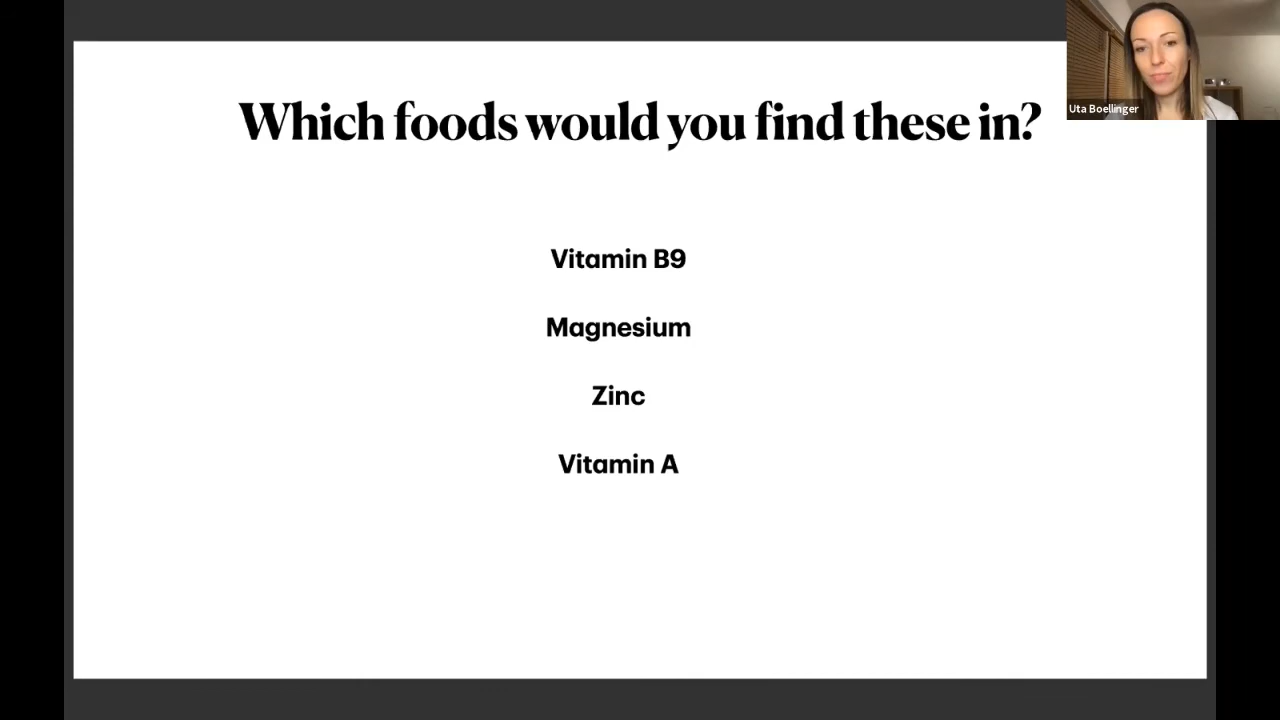 Which foods would you find these in?
Uta Boellinger
Vitamin B9
Magnesium
Zinc
Vitamin A